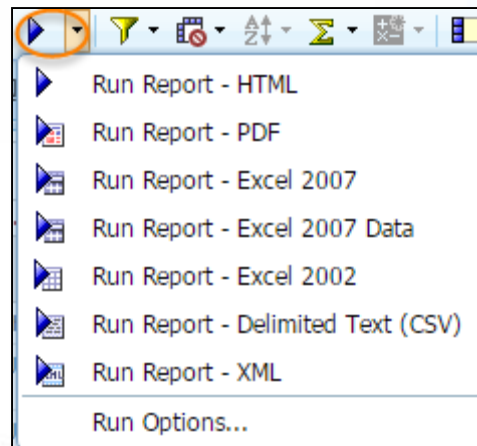 Run Report - HTML
Run Report - PDF
Run Report - Excel 2007
Run Report - Excel 2007 Data
Run Report - Excel 2002
Run Report - Delimited Text (CSV)
Run Report - XML
Run Options...